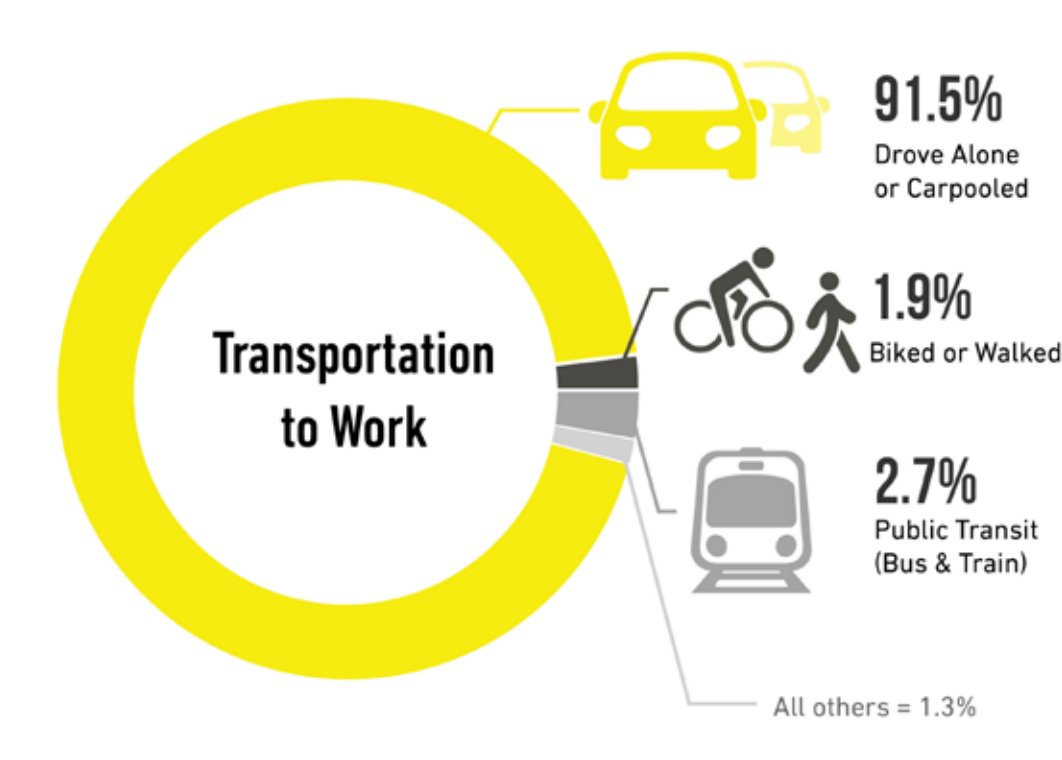 Transportation
to Work
91.5%
Drove Alone
or Carpooled
1.9%
Biked or Walked
2.7%
Public Transit
(Bus & Train)
All others = 1.3%